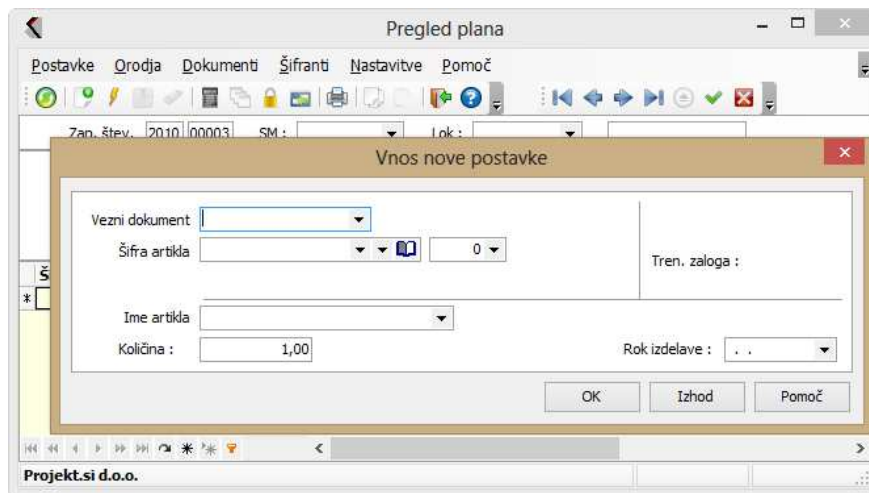 Pregled plana
Postavke Orodja Dokumenti Šifranti Nastavitve Pomoč
Zap. štev. 2010 00003 SM : Lok :
Vnos nove postavke
Vezni dokument
Šifra artikla 0
Tren. zaloga :
Š
Ime artikla
Količina : 1,00 Rok izdelave : . .
OK Izhod Pomoč
Projekt.si d.o.o.